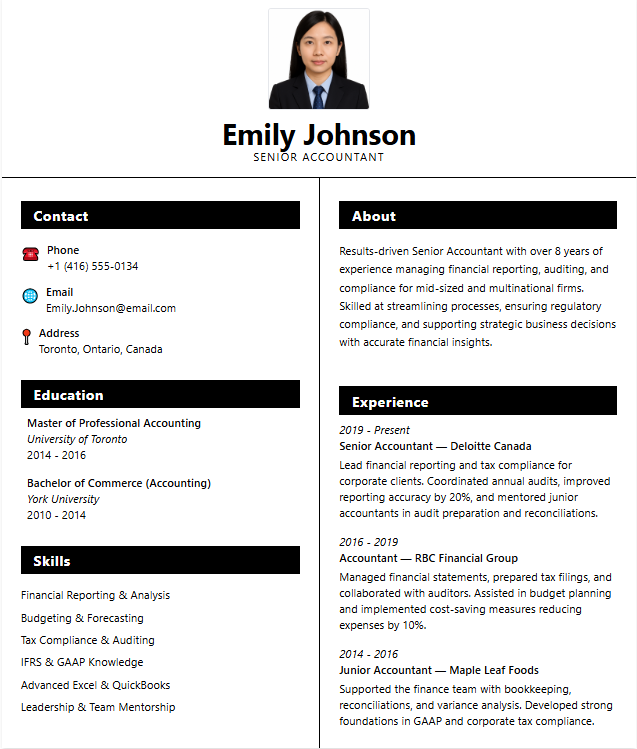 Emily Johnson
SENIOR ACCOUNTANT
Contact
Phone
+1 (416) 555-0134
Email
Emily.Johnson@email.com
Address
Toronto, Ontario, Canada
Education
Master of Professional Accounting
University of Toronto
2014 - 2016
Bachelor of Commerce (Accounting)
York University
2010 - 2014
Skills
Financial Reporting & Analysis
Budgeting & Forecasting
Tax Compliance & Auditing
IFRS & GAAP Knowledge
Advanced Excel & QuickBooks
Leadership & Team Mentorship
About
Results-driven Senior Accountant with over 8 years of
experience managing financial reporting, auditing, and
compliance for mid-sized and multinational firms.
Skilled at streamlining processes, ensuring regulatory
compliance, and supporting strategic business decisions
with accurate financial insights.
Experience
2019 - Present
Senior Accountant — Deloitte Canada
Lead financial reporting and tax compliance for
corporate clients. Coordinated annual audits, improved
reporting accuracy by 20%, and mentored junior
accountants in audit preparation and reconciliations.
2016 - 2019
Accountant — RBC Financial Group
Managed financial statements, prepared tax filings, and
collaborated with auditors. Assisted in budget planning
and implemented cost-saving measures reducing
expenses by 10%.
2014 - 2016
Junior Accountant — Maple Leaf Foods
Supported the finance team with bookkeeping,
reconciliations, and variance analysis. Developed strong
foundations in GAAP and corporate tax compliance.